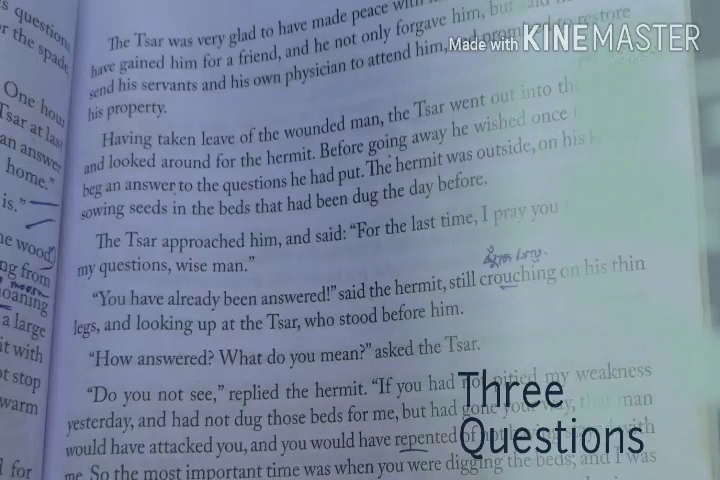 s question
r the spade
One hour
Tsar at las
an answer
home."
is."
he wood
ng from
moaning
a large
it with
ot stop
warm
l for
The Tsar was very glad to have made peace
have gained him for a friend, and he not only forgave him, but
send his servants and his own physician to attend him, restore
his property.
Having taken leave of the wounded man, the Tsar went out into
and looked around for the hermit. Before going away he wished once
beg an answer to the questions he had put. The hermit was outside, on his
sowing seeds in the beds that had been dug the day before.
The Tsar approached him, and said: "For the last time, I pray you
my questions, wise man."
"You have already been answered!" said the hermit, still crouching on his thin
legs, and looking up at the Tsar, who stood before him.
"How answered? What do you mean?" asked the Tsar.
"Do you not see," replied the hermit. "If you had not pitied my weakness
yesterday, and had not dug those beds for me, but had gone your way, that man
would have attacked you, and you would have repented of
me. So the most important time was when you were digging the beds; and I was
Made with KINEMASTER
Three
Questions